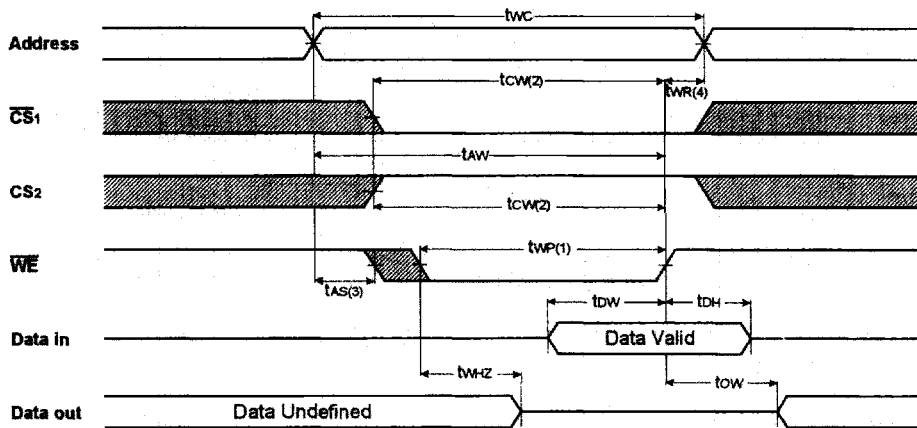 tWC
Address
tCW(2)
tWR(4)
CS1
tAW
CS2
tCW(2)
tWP(1)
WE
tAS(3)
tDW
tDH
Data in
Data Valid
tWHZ
tOW
Data out
Data Undefined